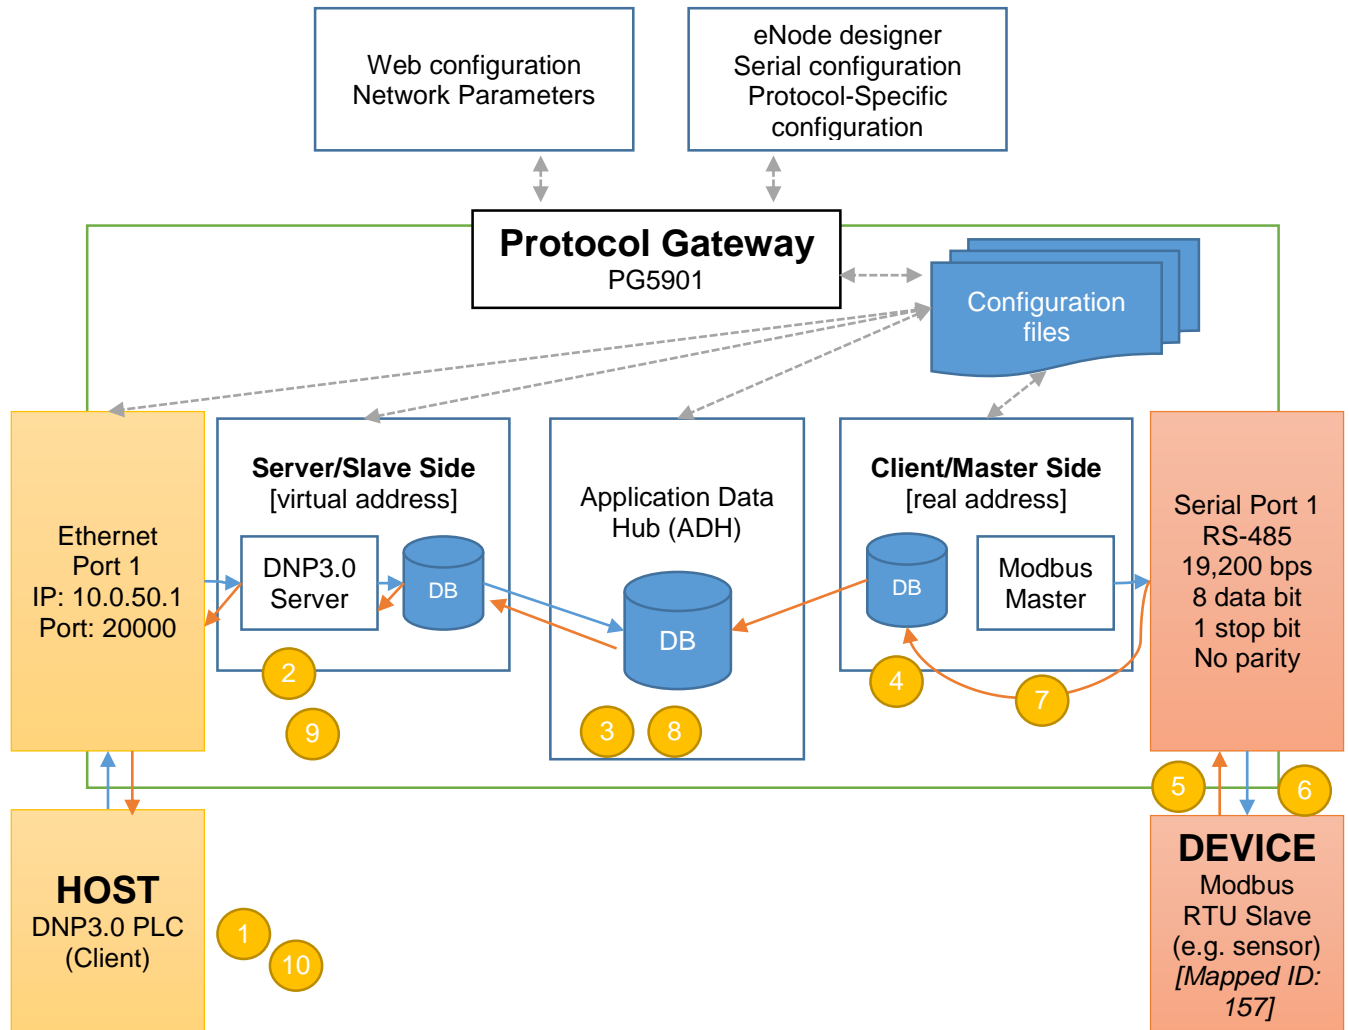 Web configuration
Network Parameters
eNode designer
Serial configuration
Protocol-Specific
configuration
Protocol Gateway
PG5901
Configuration
files
Ethernet
Port 1
IP: 10.0.50.1
Port: 20000
Server/Slave Side
[virtual address]
DNP3.0
Server
DB
2
9
Application Data
Hub (ADH)
DB
3
8
Client/Master Side
[real address]
DB
Modbus
Master
4
7
Serial Port 1
RS-485
19,200 bps
8 data bit
1 stop bit
No parity
5
6
HOST
DNP3.0 PLC
(Client)
1
10
DEVICE
Modbus
RTU Slave
(e.g. sensor)
[Mapped ID:
157]